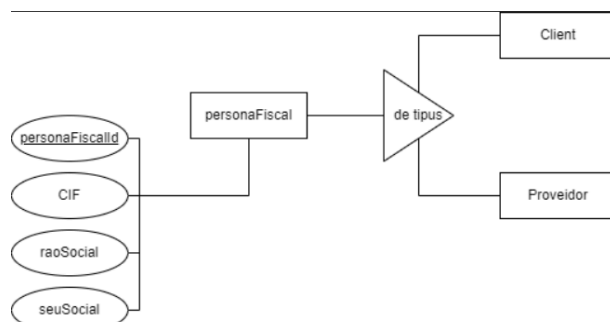 Client
personaFiscal
de tipus
personaFiscalId
CIF
Proveidor
raoSocial
seuSocial